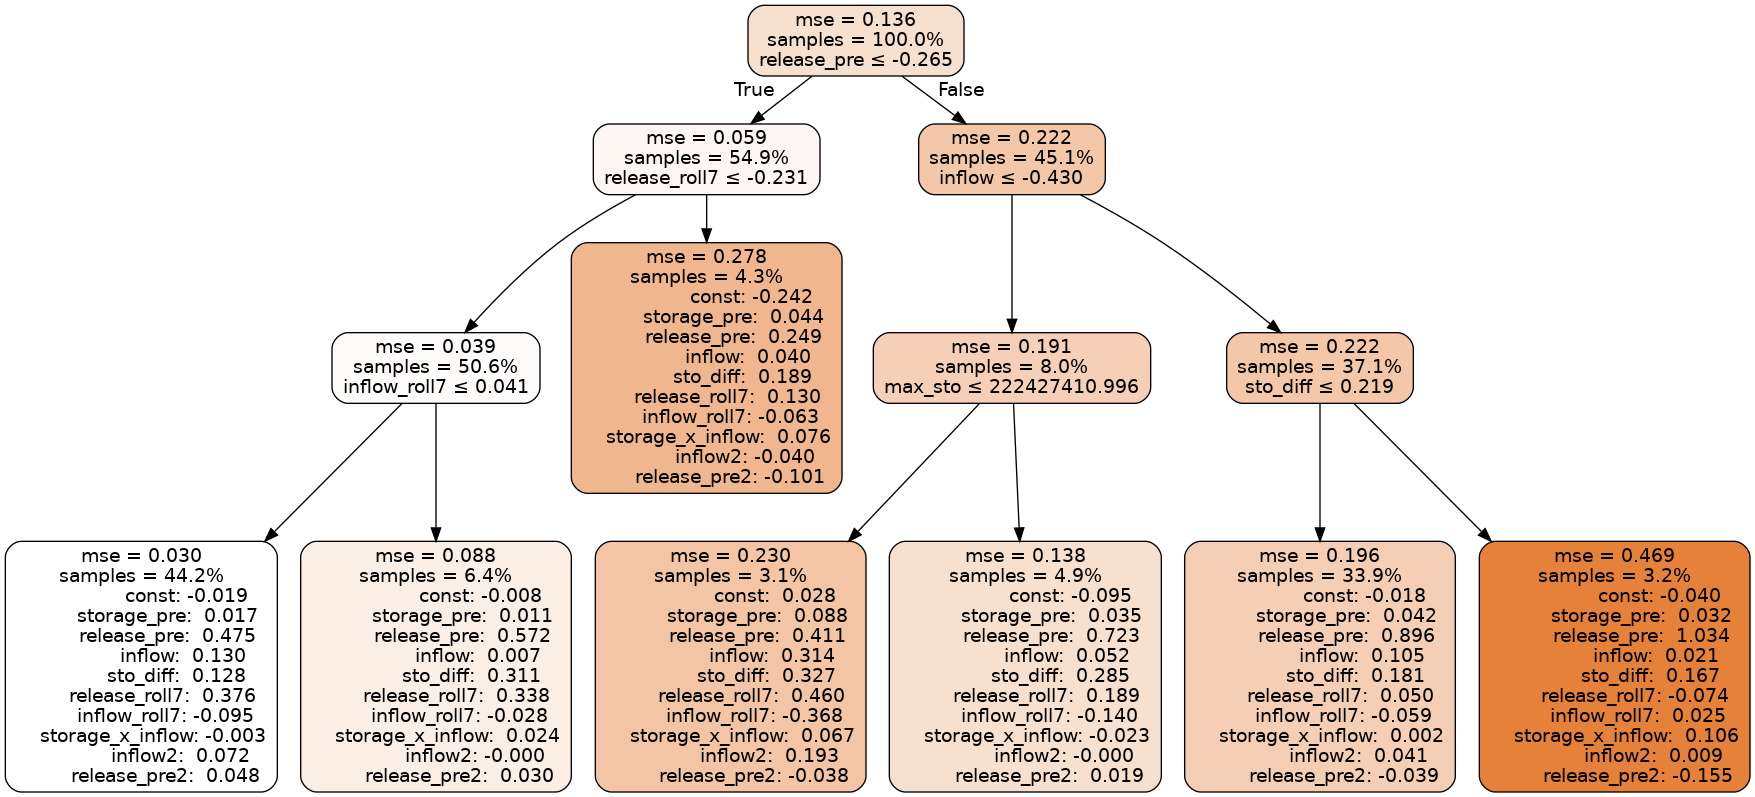 mse = 0.136
samples = 100.0%
release_pre ≤ -0.265
True
False
mse = 0.059
samples = 54.9%
release_roll7 ≤ -0.231
mse = 0.222
samples = 45.1%
inflow ≤ -0.430
mse = 0.278
samples = 4.3%
const: -0.242
storage_pre: 0.044
release_pre: 0.249
inflow: 0.040
sto_diff: 0.189
release_roll7: 0.130
inflow_roll7: -0.063
storage_x_inflow: 0.076
inflow2: -0.040
release_pre2: -0.101
mse = 0.039
samples = 50.6%
inflow_roll7 ≤ 0.041
mse = 0.191
samples = 8.0%
max_sto ≤ 222427410.996
mse = 0.222
samples = 37.1%
sto_diff ≤ 0.219
mse = 0.030
samples = 44.2%
const: -0.019
storage_pre: 0.017
release_pre: 0.475
inflow: 0.130
sto_diff: 0.128
release_roll7: 0.376
inflow_roll7: -0.095
storage_x_inflow: -0.003
inflow2: 0.072
release_pre2: 0.048
mse = 0.088
samples = 6.4%
const: -0.008
storage_pre: 0.011
release_pre: 0.572
inflow: 0.007
sto_diff: 0.311
release_roll7: 0.338
inflow_roll7: -0.028
storage_x_inflow: 0.024
inflow2: -0.000
release_pre2: 0.030
mse = 0.230
samples = 3.1%
const: 0.028
storage_pre: 0.088
release_pre: 0.411
inflow: 0.314
sto_diff: 0.327
release_roll7: 0.460
inflow_roll7: -0.368
storage_x_inflow: 0.067
inflow2: 0.193
release_pre2: -0.038
mse = 0.138
samples = 4.9%
const: -0.095
storage_pre: 0.035
release_pre: 0.723
inflow: 0.052
sto_diff: 0.285
release_roll7: 0.189
inflow_roll7: -0.140
storage_x_inflow: -0.023
inflow2: -0.000
release_pre2: 0.019
mse = 0.196
samples = 33.9%
const: -0.018
storage_pre: 0.042
release_pre: 0.896
inflow: 0.105
sto_diff: 0.181
release_roll7: 0.050
inflow_roll7: -0.059
storage_x_inflow: 0.002
inflow2: 0.041
release_pre2: -0.039
mse = 0.469
samples = 3.2%
const: -0.040
storage_pre: 0.032
release_pre: 1.034
inflow: 0.021
sto_diff: 0.167
release_roll7: -0.074
inflow_roll7: 0.025
storage_x_inflow: 0.106
inflow2: 0.009
release_pre2: -0.155